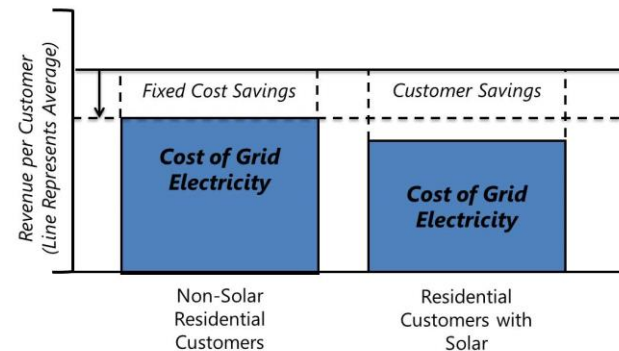 Revenue per Customer
(Line Represents Average)
Fixed Cost Savings
Customer Savings
Cost of Grid
Electricity
Cost of Grid
Electricity
Non-Solar
Residential
Customers
Residential
Customers with
Solar